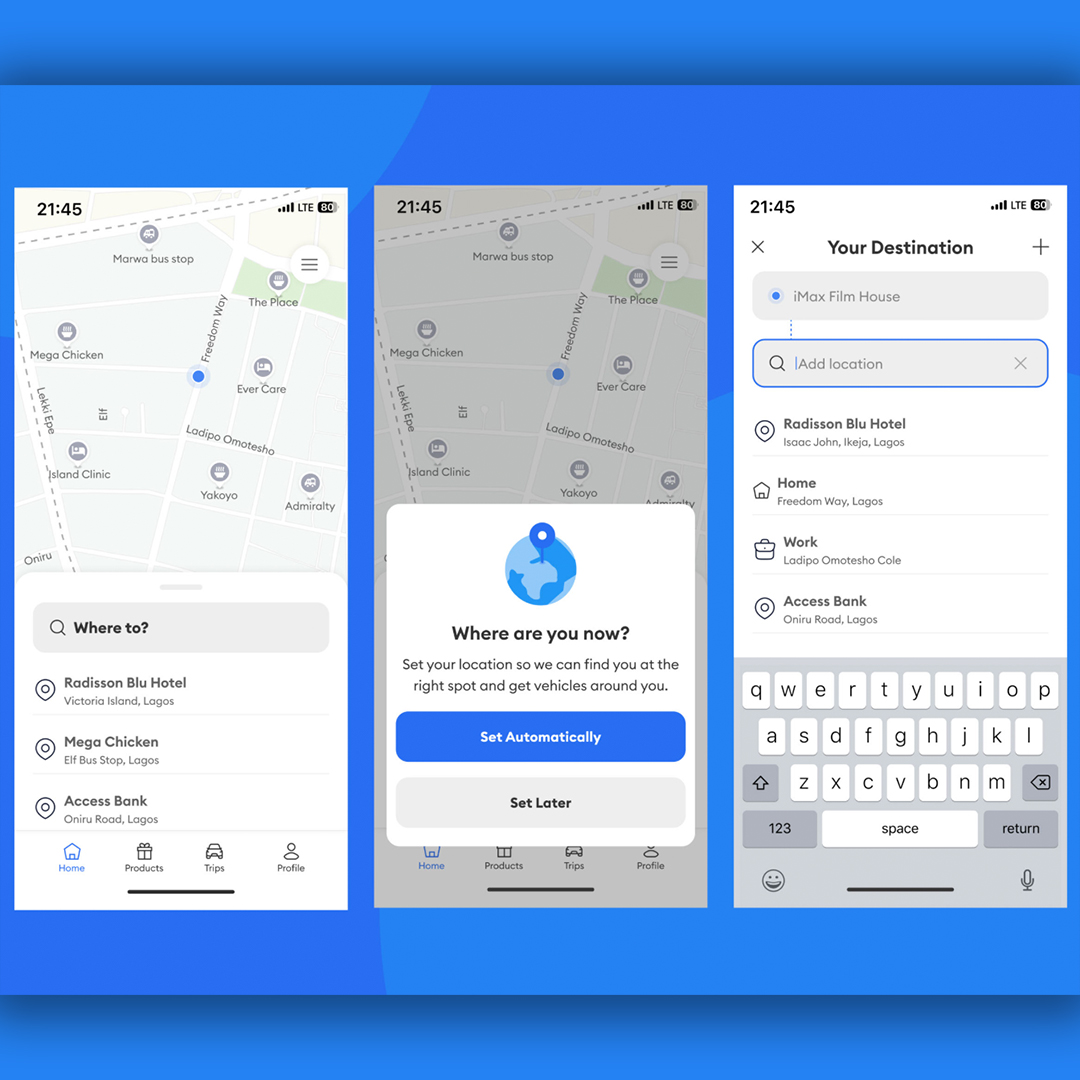 21:45
LTE 80
Marwa bus stop
The Place
Freedom Way
Mega Chicken
Ever Care
Lekki Epe
Elf
Ladipo Omotesho
Island Clinic
Yakoyo
Admiralty
Oniru
Where to?
Radisson Blu Hotel
Victoria Island, Lagos
Mega Chicken
Elf Bus Stop, Lagos
Access Bank
Oniru Road, Lagos
Home
Products
Trips
Profile
21:45
LTE 80
Marwa bus stop
The Place
Freedom Way
Mega Chicken
Ever Care
Lekki Epe
Elf
Ladipo Omotesho
Island Clinic
Yakoyo
Admiralty
Where are you now?
Set your location so we can find you at the
right spot and get vehicles around you.
Set Automatically
Set Later
Home
Products
Trips
Profile
21:45
LTE 80
Your Destination
iMax Film House
Add location
Radisson Blu Hotel
Isaac John, Ikeja, Lagos
Home
Freedom Way, Lagos
Work
Ladipo Omotesho Cole
Access Bank
Oniru Road, Lagos
q w e r t y u i o p
a s d f g h j k l
z x c v b n m
123 space return